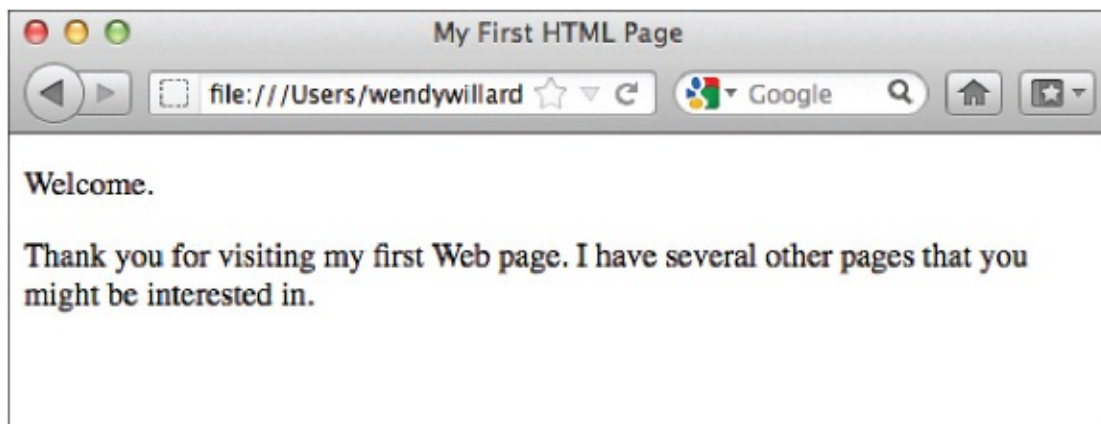 My First HTML Page
file:///Users/wendywillard
Google
Welcome.
Thank you for visiting my first Web page. I have several other pages that you
might be interested in.